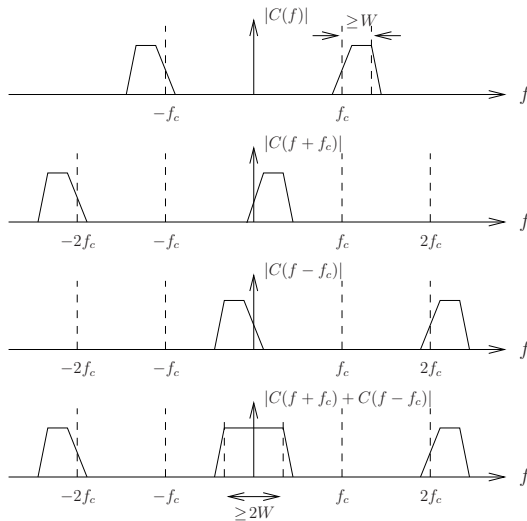 |C(f)|
≥W
−f_c
f_c
f
|C(f + f_c)|
−2f_c
−f_c
f_c
2f_c
f
|C(f − f_c)|
−2f_c
−f_c
f_c
2f_c
f
|C(f + f_c) + C(f − f_c)|
−2f_c
−f_c
≥2W
f_c
2f_c
f